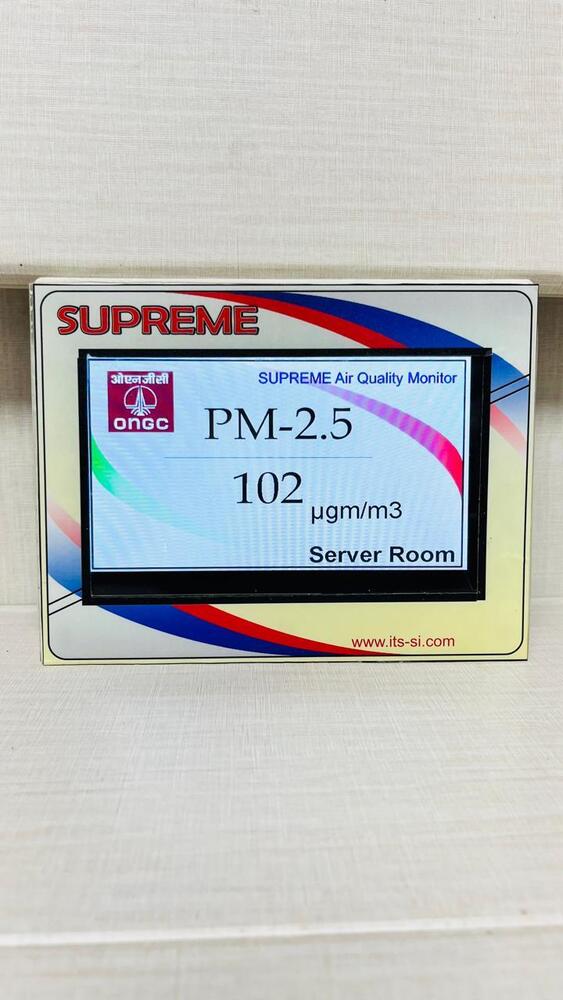 SUPREME
ओएनजीसी
ONGC
SUPREME Air Quality Monitor
PM-2.5
102 µgm/m3
Server Room
www.its-si.com